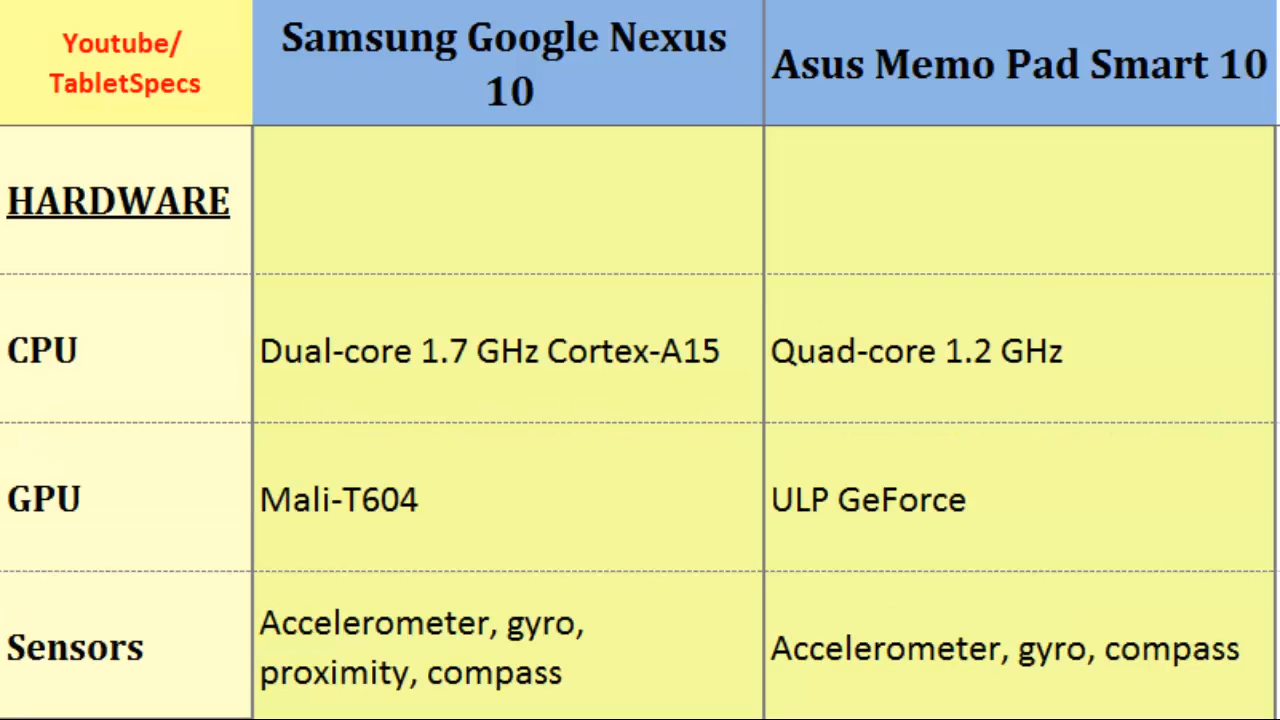 Youtube/
TabletSpecs
Samsung Google Nexus
10
Asus Memo Pad Smart 10
HARDWARE
CPU
Dual-core 1.7 GHz Cortex-A15
Quad-core 1.2 GHz
GPU
Mali-T604
ULP GeForce
Sensors
Accelerometer, gyro,
proximity, compass
Accelerometer, gyro, compass